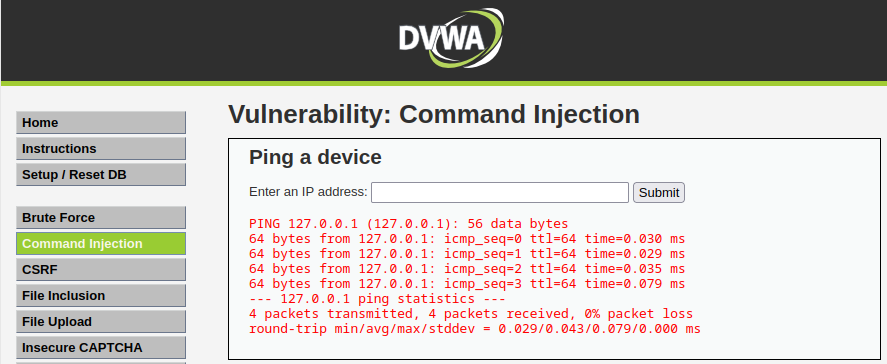 DVWA
Home
Instructions
Setup / Reset DB
Brute Force
Command Injection
CSRF
File Inclusion
File Upload
Insecure CAPTCHA
Vulnerability: Command Injection
Ping a device
Enter an IP address: Submit
PING 127.0.0.1 (127.0.0.1): 56 data bytes
64 bytes from 127.0.0.1: icmp_seq=0 ttl=64 time=0.030 ms
64 bytes from 127.0.0.1: icmp_seq=1 ttl=64 time=0.029 ms
64 bytes from 127.0.0.1: icmp_seq=2 ttl=64 time=0.035 ms
64 bytes from 127.0.0.1: icmp_seq=3 ttl=64 time=0.079 ms
--- 127.0.0.1 ping statistics ---
4 packets transmitted, 4 packets received, 0% packet loss
round-trip min/avg/max/stddev = 0.029/0.043/0.079/0.000 ms